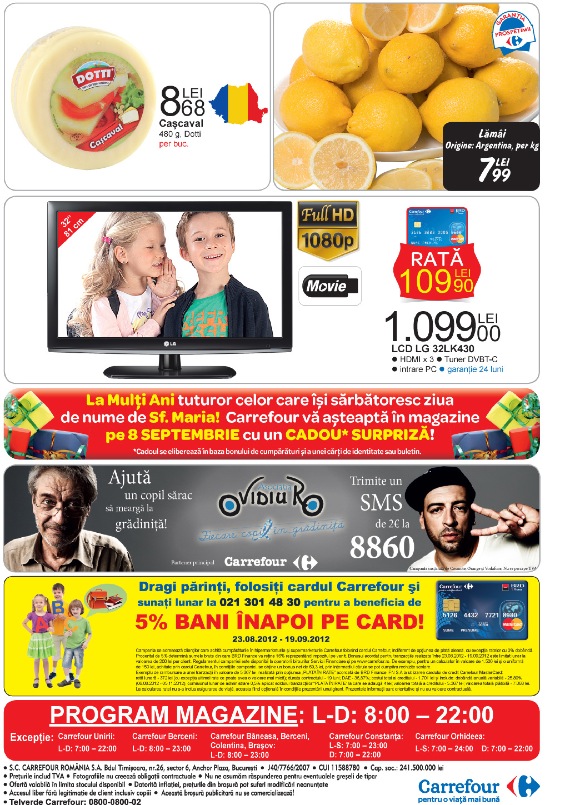 GARANȚIA
PROSPEȚIMII
DOTTI
Cașcaval
8 LEI 68
Cașcaval
480 g, Dotti
per buc.
Lămâi
Origine: Argentina, per kg
7 LEI 99
32"
81 cm
LG
Full HD
1080p
Movie
Carrefour
RATĂ
109 LEI 90
1.099 LEI 00
LCD LG 32LK430
● HDMI x 3 ● Tuner DVBT-C
● intrare PC ● garanție 24 luni
La Mulți Ani tuturor celor care își sărbătoresc ziua
de nume de Sf. Maria! Carrefour vă așteaptă în magazine
pe 8 SEPTEMBRIE cu un CADOU* SURPRIZĂ!
*Cadoul se eliberează în baza bonului de cumpărături și a unei cărți de identitate sau buletin.
Ajută
un copil sărac
să meargă la
grădiniță!
OvidiuRo
Fiecare copil în grădiniță
Partener principal Carrefour
Trimite un
SMS
de 2€ la
8860
Dragi părinți, folosiți cardul Carrefour și
sunați lunar la 021 301 48 30 pentru a beneficia de
5% BANI ÎNAPOI PE CARD!
23.08.2012 - 19.09.2012
Carrefour
PROGRAM MAGAZINE: L-D: 8:00 – 22:00
Excepție:
Carrefour Unirii:
L-D: 7:00 – 22:00
Carrefour Berceni:
L-D: 8:00 – 22:00
Carrefour Băneasa, Berceni,
Colentina, Brașov:
L-D: 8:00 – 23:00
Carrefour Constanța:
L-S: 7:00 – 22:00
D: 8:00 – 22:00
Carrefour Orhideea:
L-S: 7:00 – 24:00
D: 8:00 – 22:00
• S.C. CARREFOUR ROMÂNIA S.A. Bdul Timișoara, nr.26, sector 6, Anchor Plaza, București • J40/7766/2007 • CUI 11588780 • Cap. soc.: 241.500.000 lei
• Prețurile includ TVA • Fotografiile nu creează obligații contractuale • Nu ne asumăm răspunderea pentru eventualele greșeli de tipar
• Ofertă valabilă în limita stocului disponibil • Datorită inflației, prețurile din broșură pot suferi modificări neanunțate
• Accesul liber fără legitimație de client inclusiv copii • Această broșură publicitară nu se comercializează!
• Telverde Carrefour: 0800-0800-02
Carrefour
pentru o viață mai bună